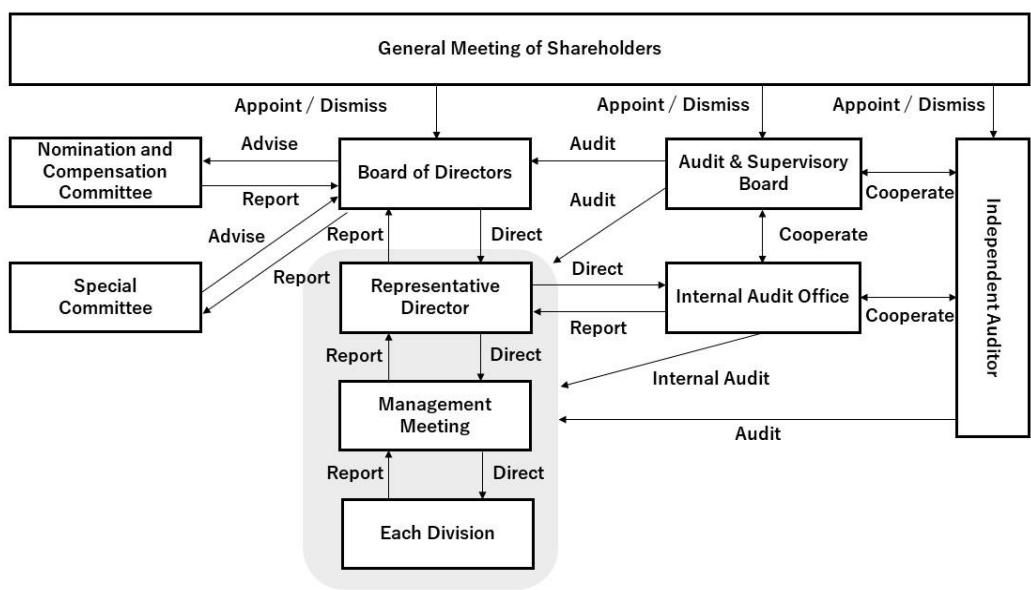 General Meeting of Shareholders
Appoint / Dismiss
Appoint / Dismiss
Appoint / Dismiss
Nomination and
Compensation
Committee
Advise
Report
Board of Directors
Audit
Audit & Supervisory
Board
Cooperate
Independent Auditor
Audit
Advise
Report
Report
Direct
Cooperate
Special
Committee
Representative
Director
Direct
Report
Internal Audit Office
Cooperate
Report
Direct
Internal Audit
Management
Meeting
Audit
Report
Direct
Each Division